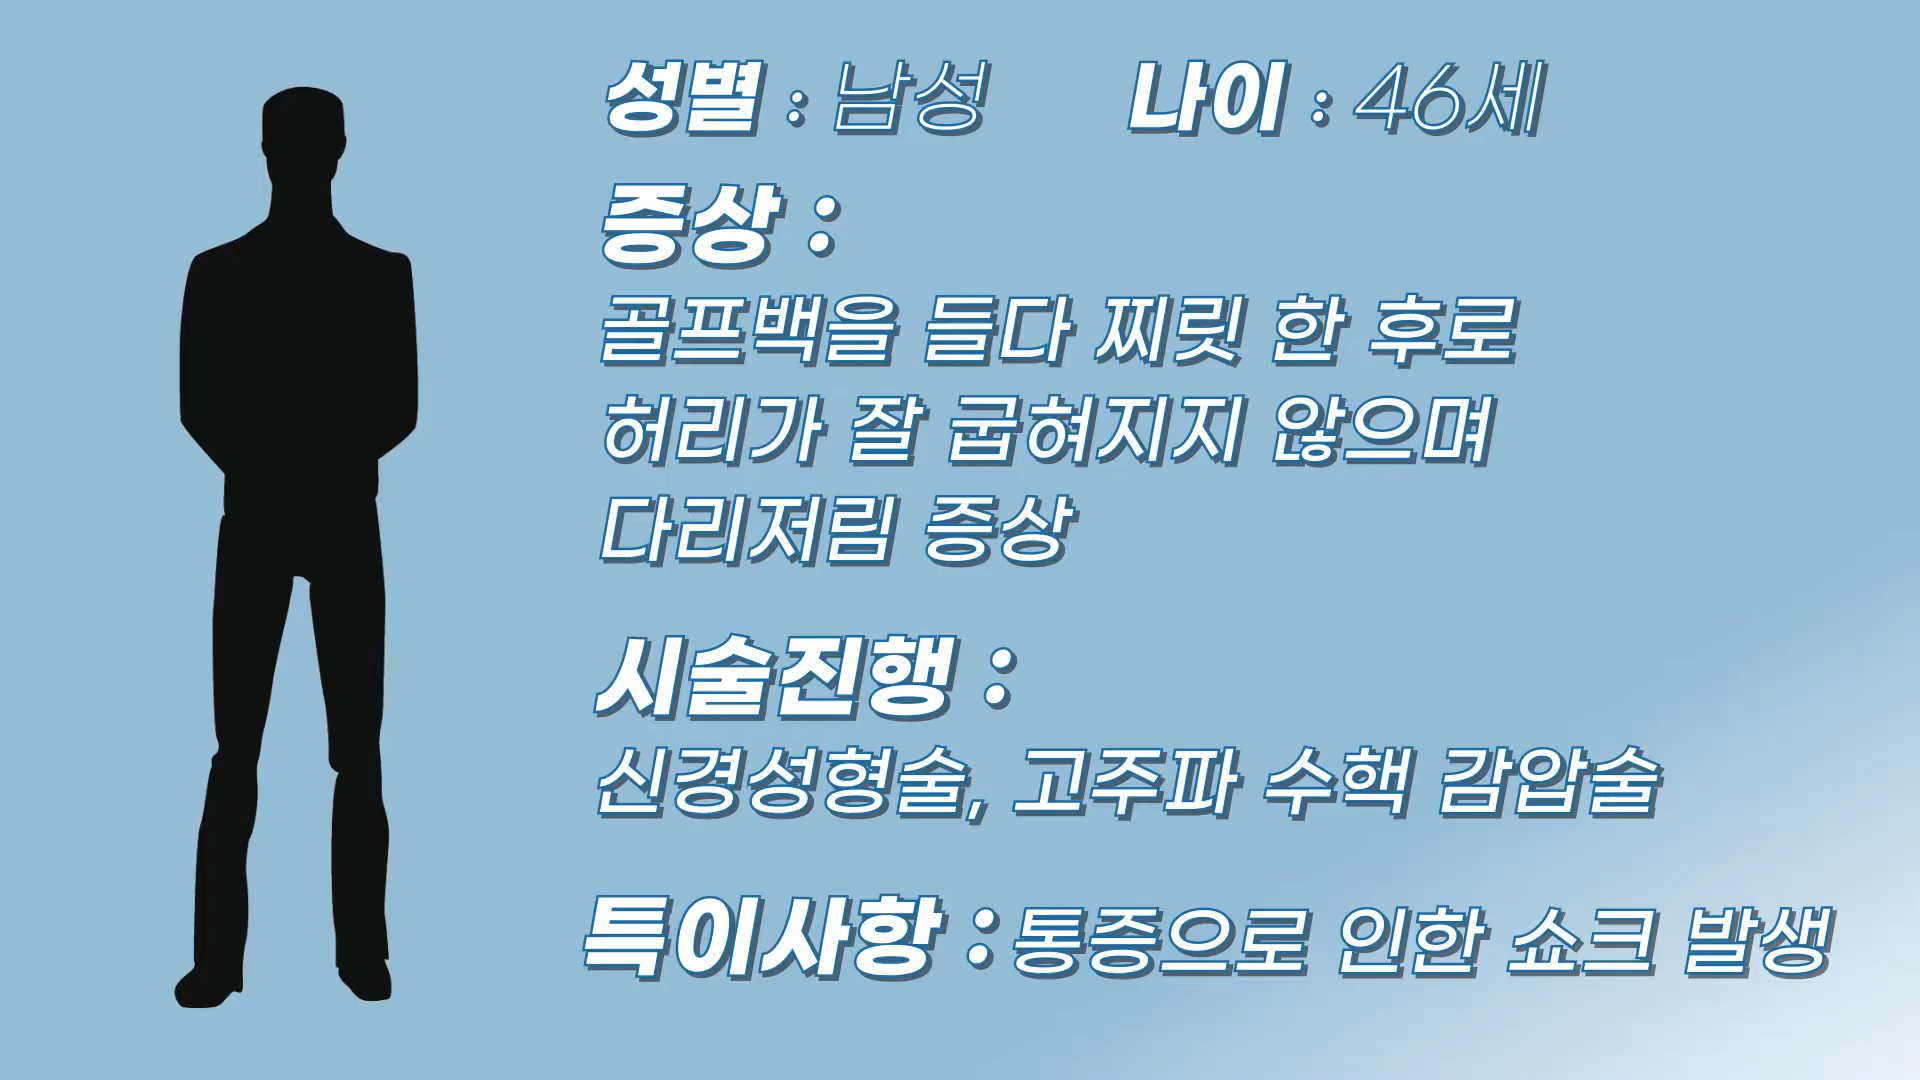 성별 : 남성 나이 : 46세
증상 :
골프백을 들다 찌릿 한 후로
허리가 잘 굽혀지지 않으며
다리저림 증상
시술진행 :
신경성형술, 고주파 수핵 감압술
특이사항 : 통증으로 인한 쇼크 발생